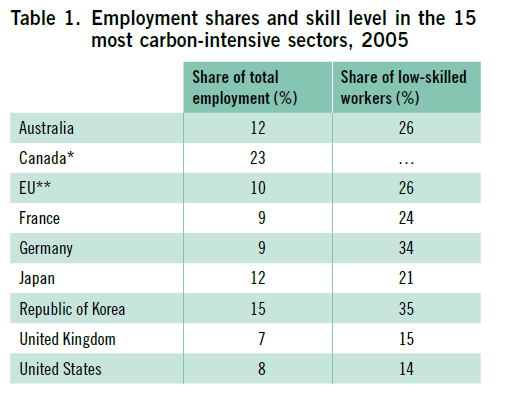 Table 1. Employment shares and skill level in the 15
most carbon-intensive sectors, 2005
Share of total employment (%) Share of low-skilled workers (%)
Australia 12 26
Canada* 23 ...
EU** 10 26
France 9 24
Germany 9 34
Japan 12 21
Republic of Korea 15 35
United Kingdom 7 15
United States 8 14